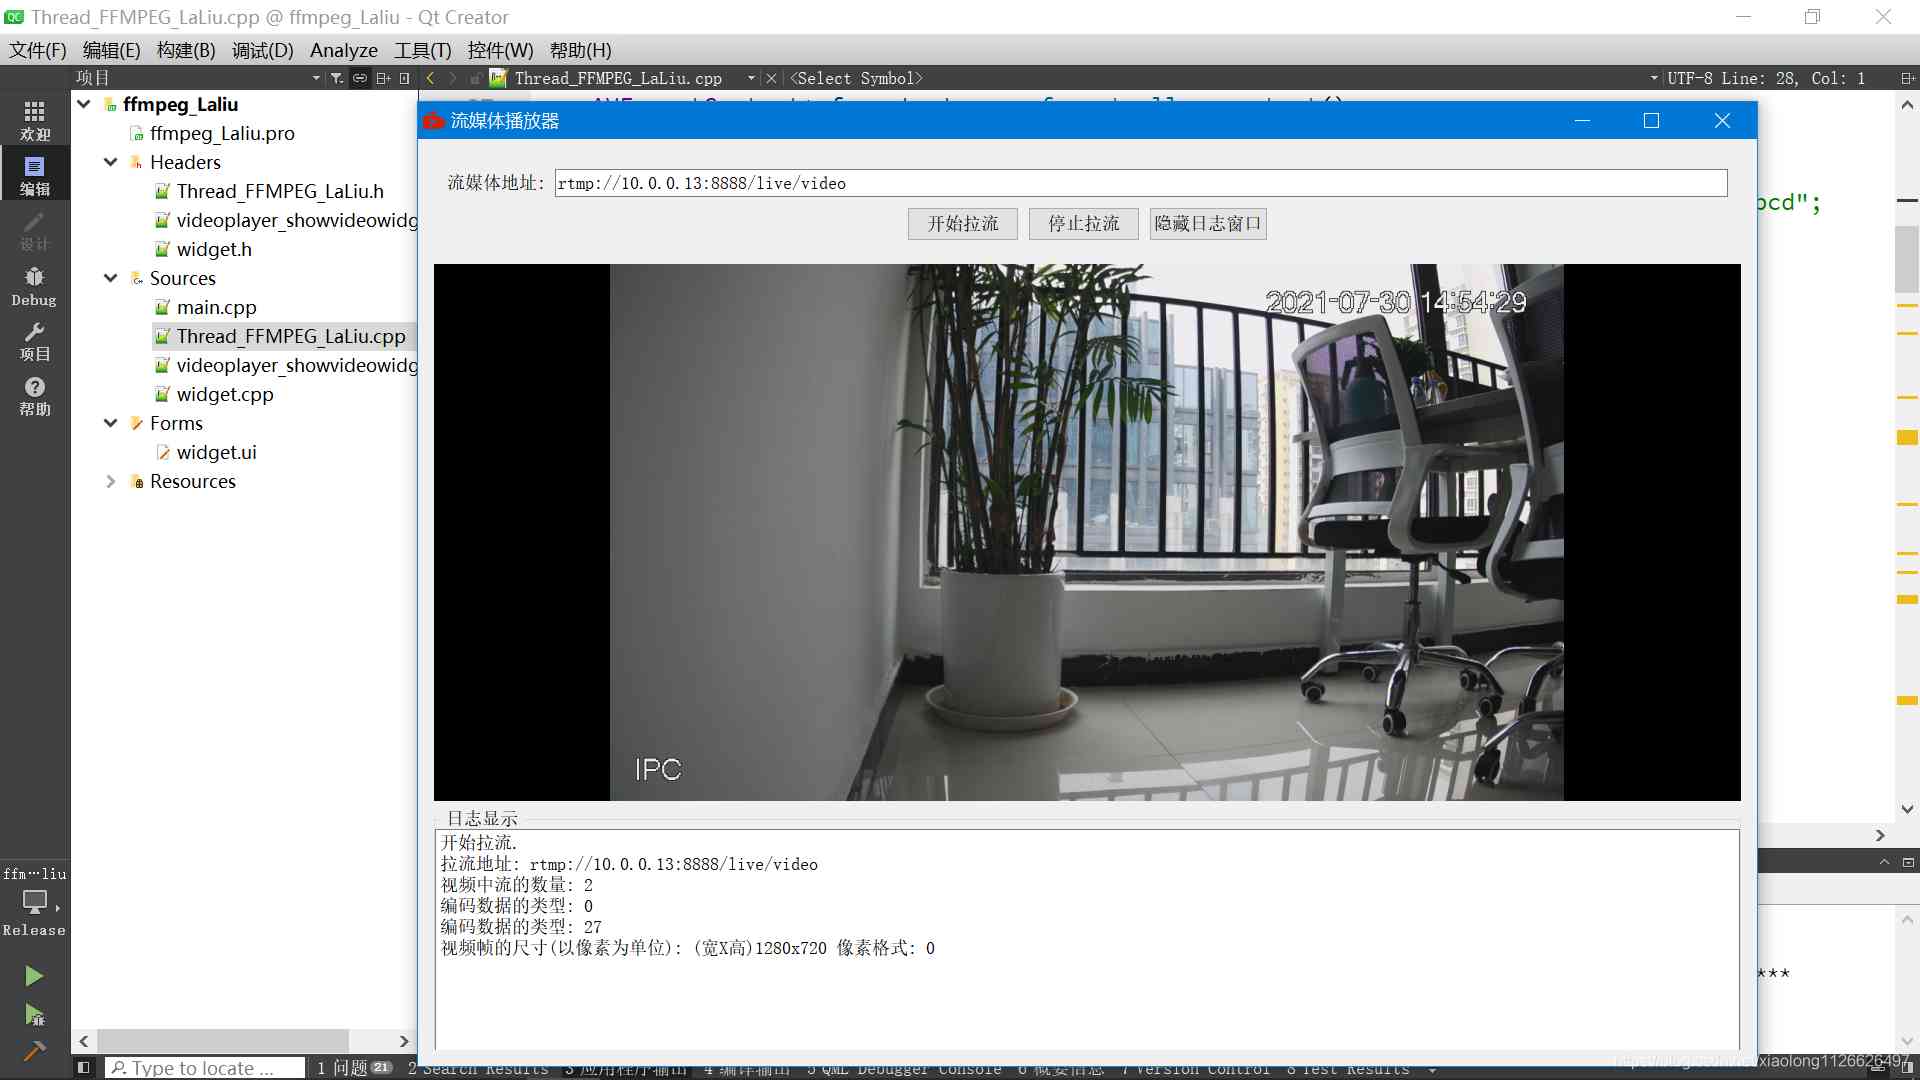 Thread_FFMPEG_LaLiu.cpp @ ffmpeg_Laliu - Qt Creator
文件(F) 编辑(E) 构建(B) 调试(D) Analyze 工具(T) 控件(W) 帮助(H)
项目
Thread_FFMPEG_LaLiu.cpp
<Select Symbol>
UTF-8 Line: 28, Col: 1
欢迎
编辑
设计
Debug
项目
帮助
ffm…liu
Release
ffmpeg_Laliu
ffmpeg_Laliu.pro
Headers
Thread_FFMPEG_LaLiu.h
videoplayer_showvideowidg
widget.h
Sources
main.cpp
Thread_FFMPEG_LaLiu.cpp
videoplayer_showvideowidg
widget.cpp
Forms
widget.ui
Resources
流媒体播放器
流媒体地址: rtmp://10.0.0.13:8888/live/video
开始拉流 停止拉流 隐藏日志窗口
bcd";
2021-07-30 14:54:29
IPC
日志显示
开始拉流.
拉流地址: rtmp://10.0.0.13:8888/live/video
视频中流的数量: 2
编码数据的类型: 0
编码数据的类型: 27
视频帧的尺寸(以像素为单位): (宽X高)1280x720 像素格式: 0
***
Type to locate ...
1 问题 21 2 Search Results 3 应用程序输出 4 编译输出 5 QML Debugger Console 6 概要信息 7 Version Control 8 Test Results